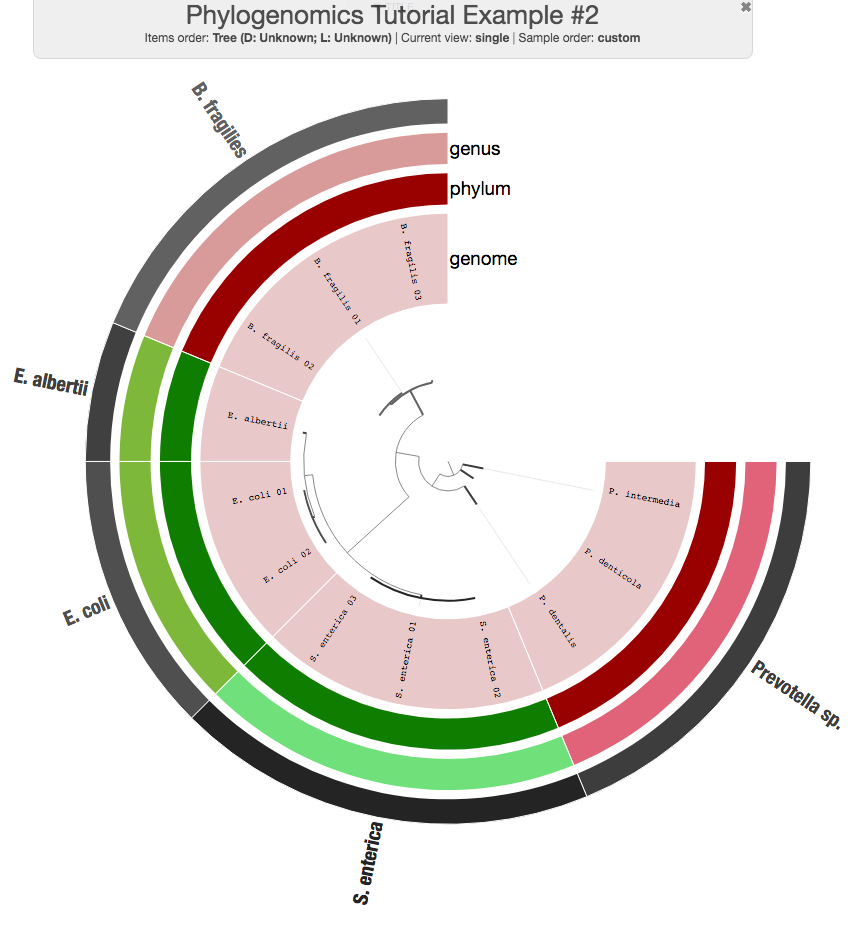 Phylogenomics Tutorial Example #2
Items order: Tree (D: Unknown; L: Unknown) | Current view: single | Sample order: custom
B. fragilies
genus
phylum
genome
B. fragilis 03
B. fragilis 01
B. fragilis 02
E. albertii
E. albertii
E. coli 01
E. coli 02
E. coli
S. enterica 03
S. enterica 01
S. enterica 02
S. enterica
P. dentalis
P. denticola
P. intermedia
Prevotella sp.